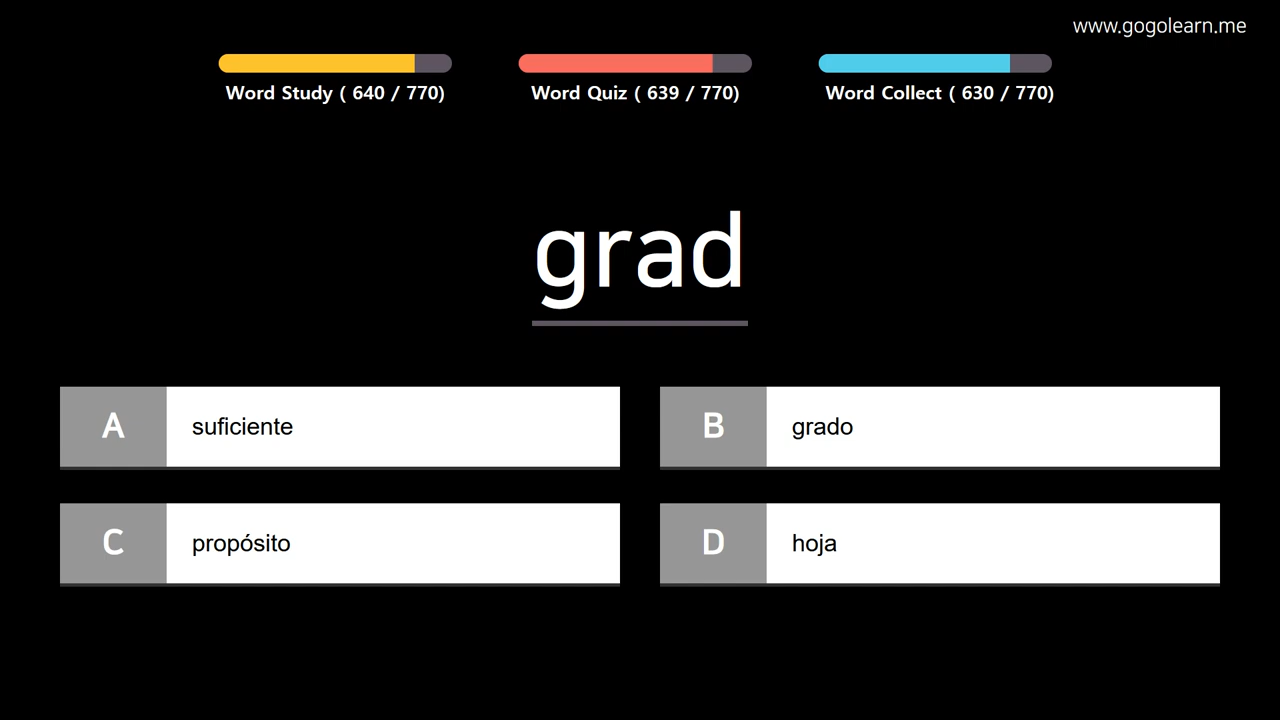 www.gogolearn.me
Word Study ( 640 / 770)
Word Quiz ( 639 / 770)
Word Collect ( 630 / 770)
grad
A suficiente
B grado
C propósito
D hoja